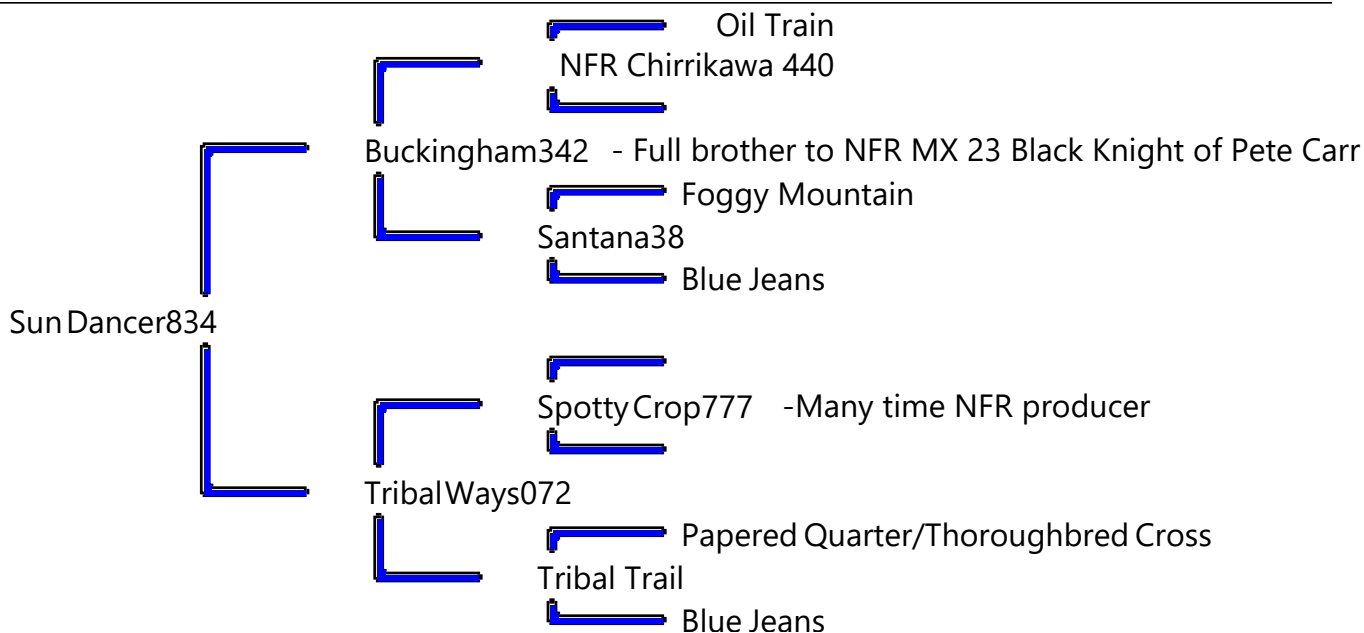 Oil Train
NFR Chirrikawa 440
Buckingham342 - Full brother to NFR MX 23 Black Knight of Pete Carr
Foggy Mountain
Santana38
Blue Jeans
Sun Dancer834
Spotty Crop777 -Many time NFR producer
Tribal Ways072
Papered Quarter/Thoroughbred Cross
Tribal Trail
Blue Jeans